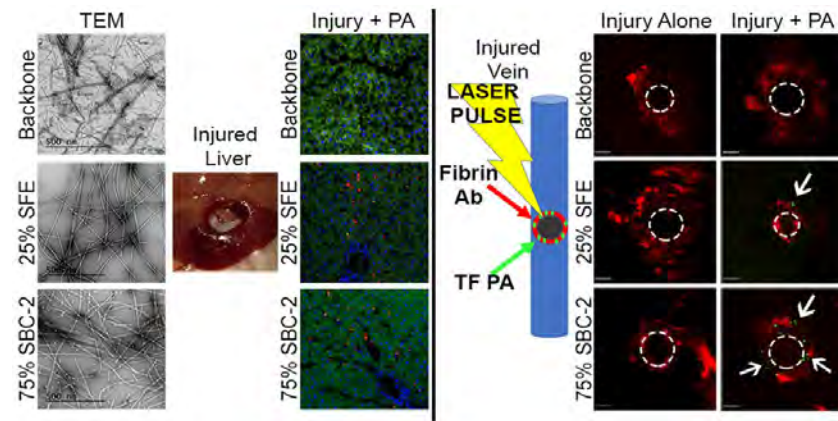 TEM
Injury + PA
Backbone
500 nm
Injured
Liver
25% SFE
500 nm
75% SBC-2
500 nm
Backbone
25% SFE
75% SBC-2
Injured
Vein
LASER
PULSE
Fibrin
Ab
TF PA
Injury Alone
Injury + PA
Backbone
25% SFE
75% SBC-2